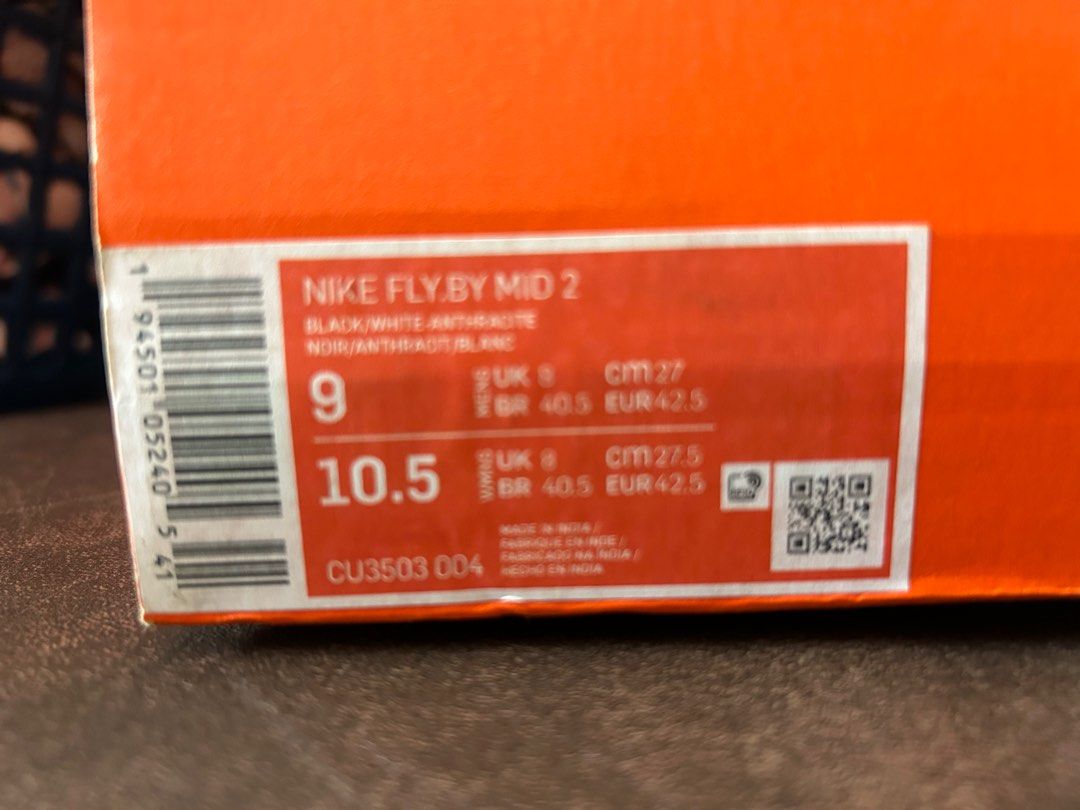 NIKE FLY.BY MID 2
BLACK/WHITE-ANTHRACITE
NOIR/ANTHRACIT./BLANC
9 MENS UK 8 cm 27
BR 40.5 EUR 42.5
10.5 WMNS UK 8 cm 27.5
BR 40.5 EUR 42.5
MADE IN INDIA /
FABRIQUE EN INDE /
FABRICADO NA INDIA /
HECHO EN INDIA
CU3503 004
1 94501 05240 5 41